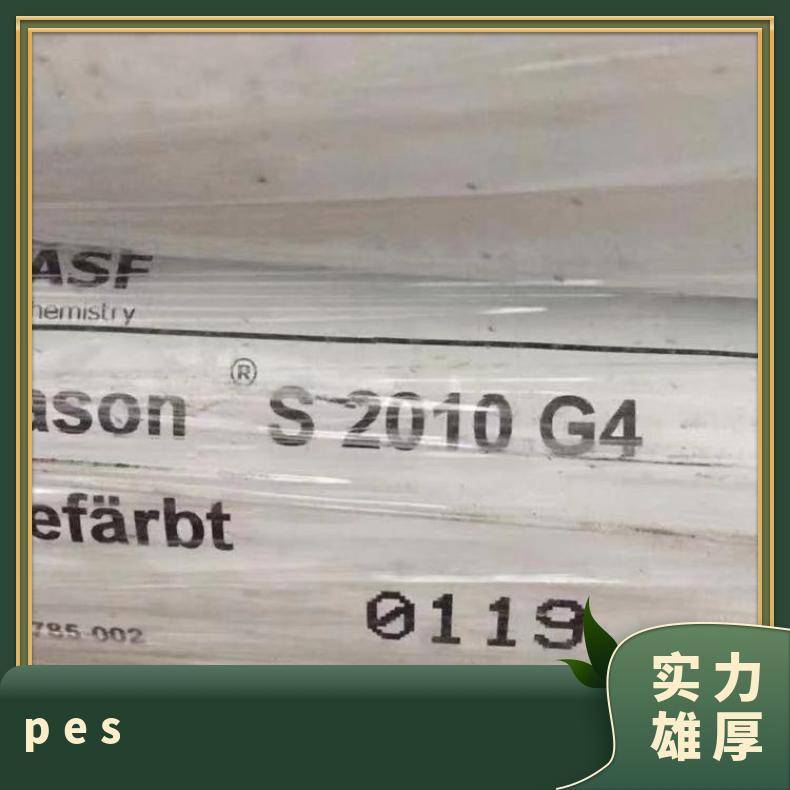 ASF
hemistry
ason® S 2010 G4
efärbt
785-002
0119
pes
实力
雄厚